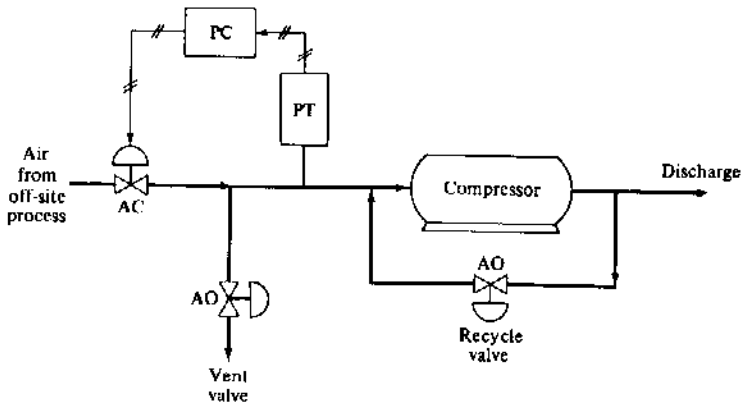 PC
PT
Air
from
off-site
process
AC
Compressor
Discharge
AO
AO
Recycle
valve
Vent
valve